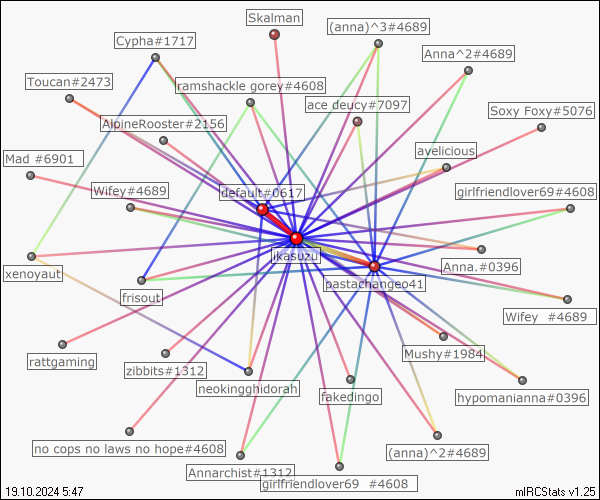 Skalman
(anna)^3#4689
Cypha#1717
Anna^2#4689
Toucan#2473
ramshackle gorey#4608
ace deucy#7097
Soxy Foxy#5076
AlpineRooster#2156
avelicious
Mad #6901
Wifey#4689
default#0617
girlfriendlover69#4608
ikasuzu
Anna.#0396
xenoyaut
frisout
pastachange041
Wifey #4689
rattgaming
Mushy#1984
zibbits#1312
neokingghidorah
fakedingo
hypomanianna#0396
no cops no laws no hope#4608
(anna)^2#4689
Annarchist#1312
girlfriendlover69 #4608
19.10.2024 5:47
mIRCStats v1.25